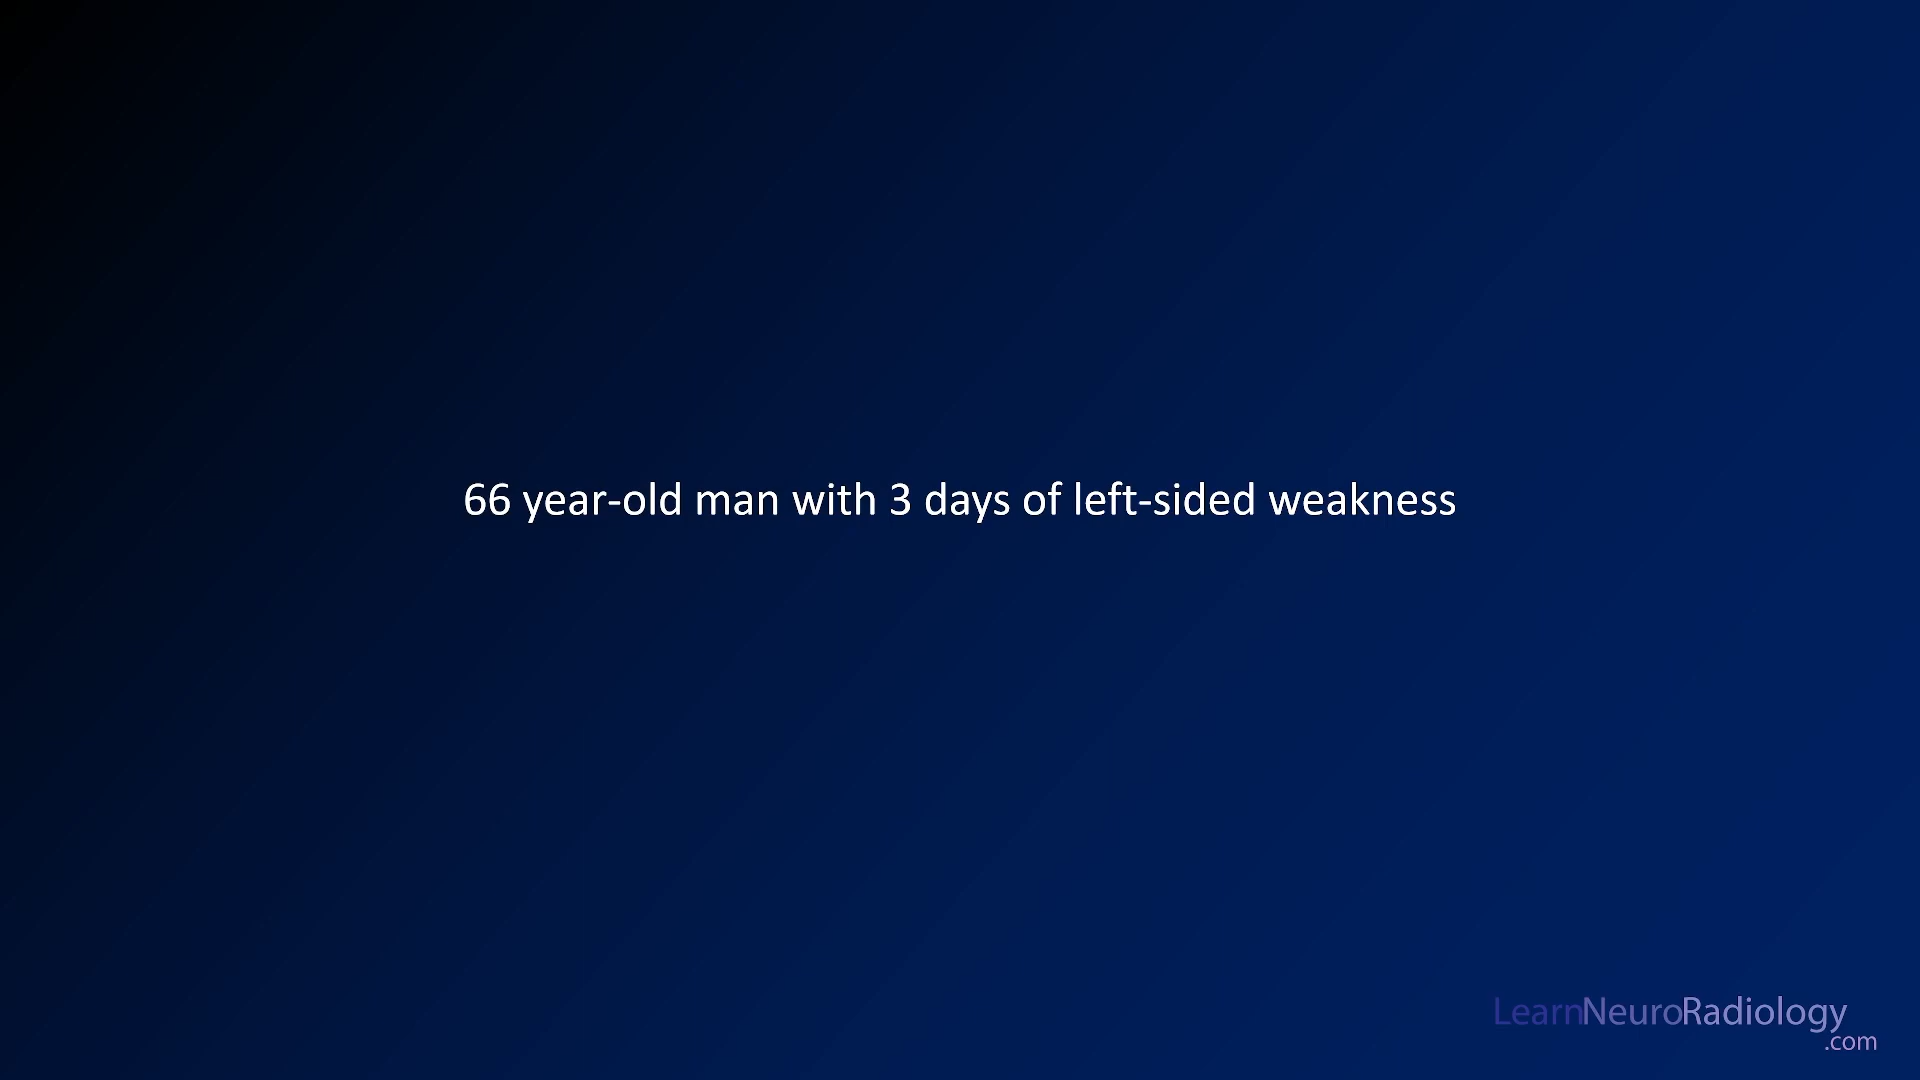 66 year-old man with 3 days of left-sided weakness
LearnNeuroRadiology
.com